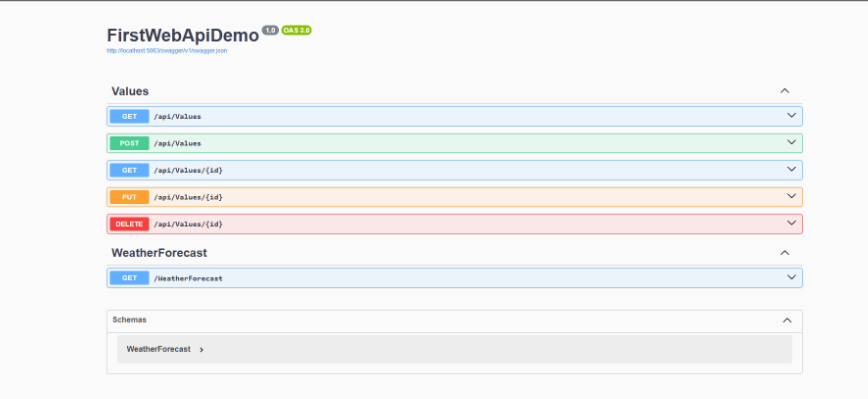 FirstWebApiDemo 1.0 OAS 3.0
http://localhost:5083/swagger/v1/swagger.json
Values
GET /api/Values
POST /api/Values
GET /api/Values/{id}
PUT /api/Values/{id}
DELETE /api/Values/{id}
WeatherForecast
GET /WeatherForecast
Schemas
WeatherForecast